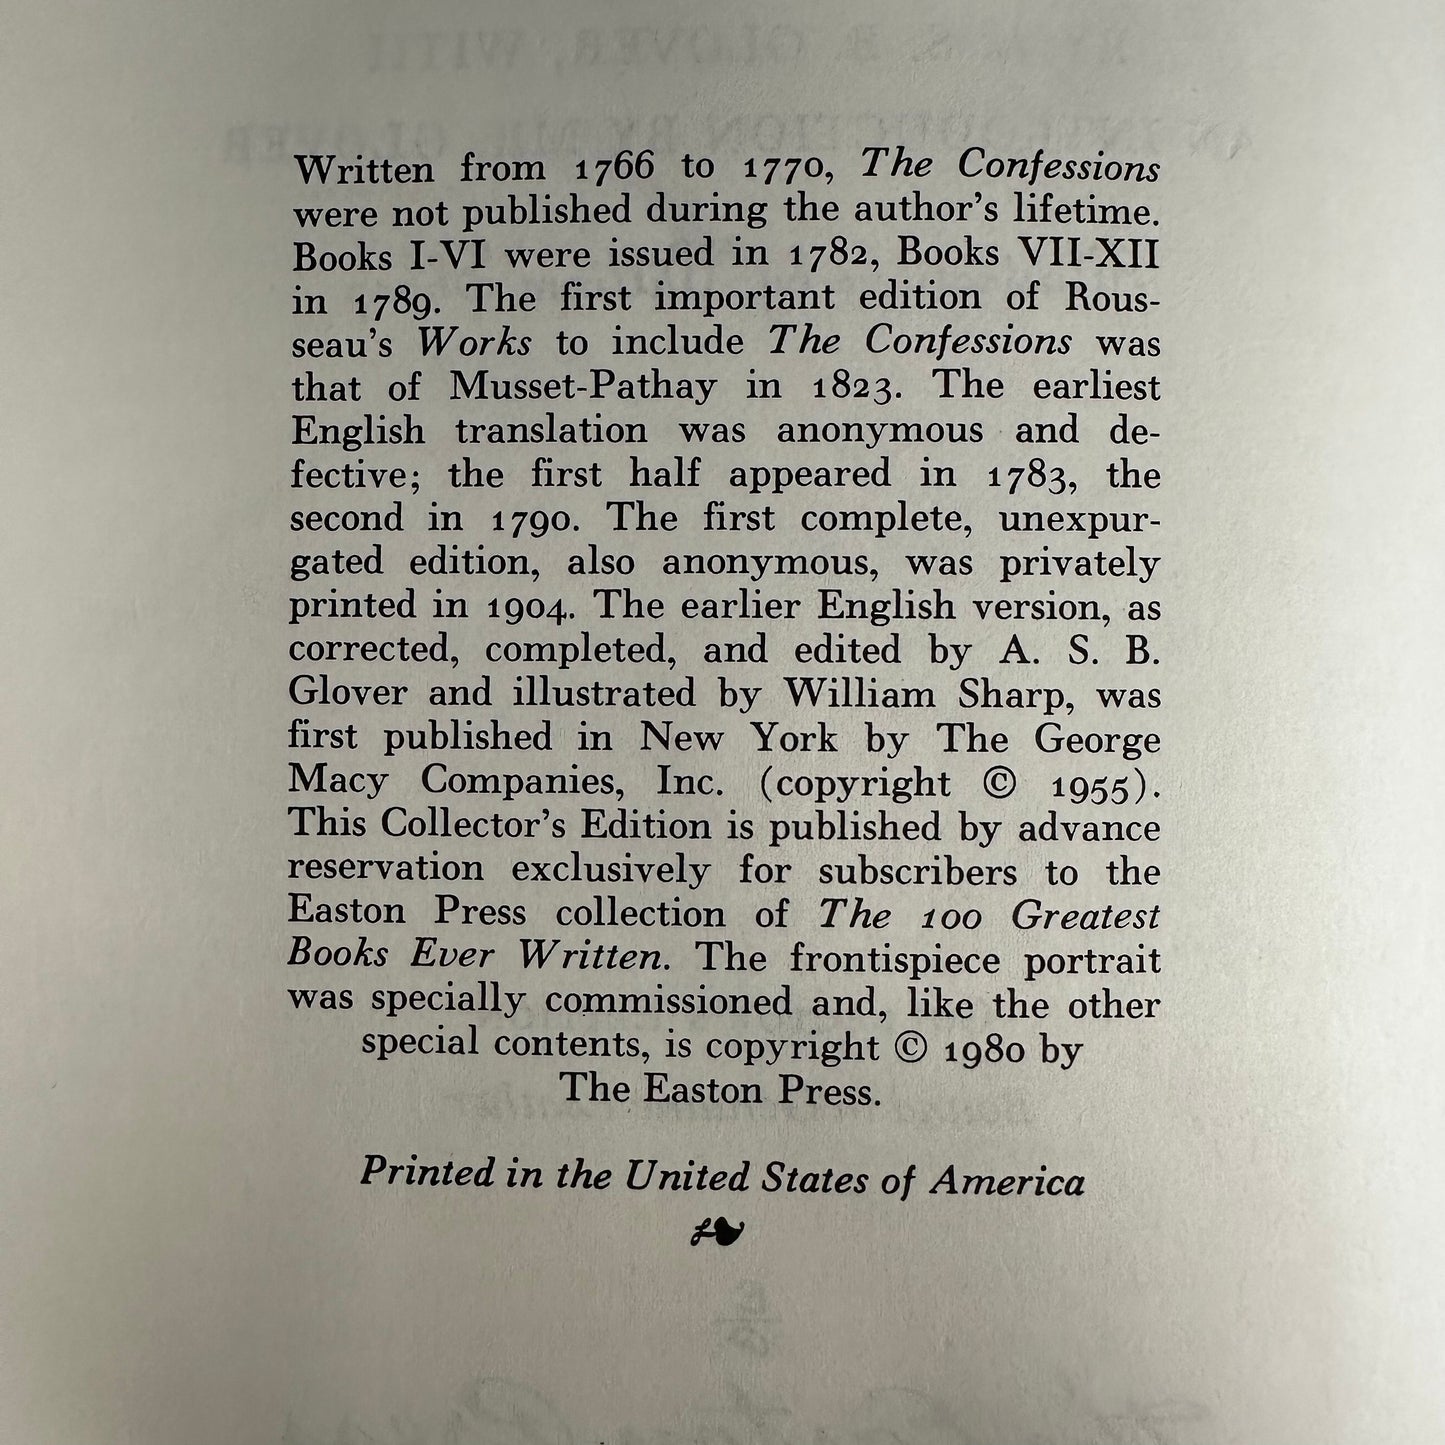 Written from 1766 to 1770, The Confessions
were not published during the author's lifetime.
Books I-VI were issued in 1782, Books VII-XII
in 1789. The first important edition of Rous-
seau's Works to include The Confessions was
that of Musset-Pathay in 1823. The earliest
English translation was anonymous and de-
fective; the first half appeared in 1783, the
second in 1790. The first complete, unexpur-
gated edition, also anonymous, was privately
printed in 1904. The earlier English version, as
corrected, completed, and edited by A. S. B.
Glover and illustrated by William Sharp, was
first published in New York by The George
Macy Companies, Inc. (copyright © 1955).
This Collector's Edition is published by advance
reservation exclusively for subscribers to the
Easton Press collection of The 100 Greatest
Books Ever Written. The frontispiece portrait
was specially commissioned and, like the other
special contents, is copyright © 1980 by
The Easton Press.
Printed in the United States of America